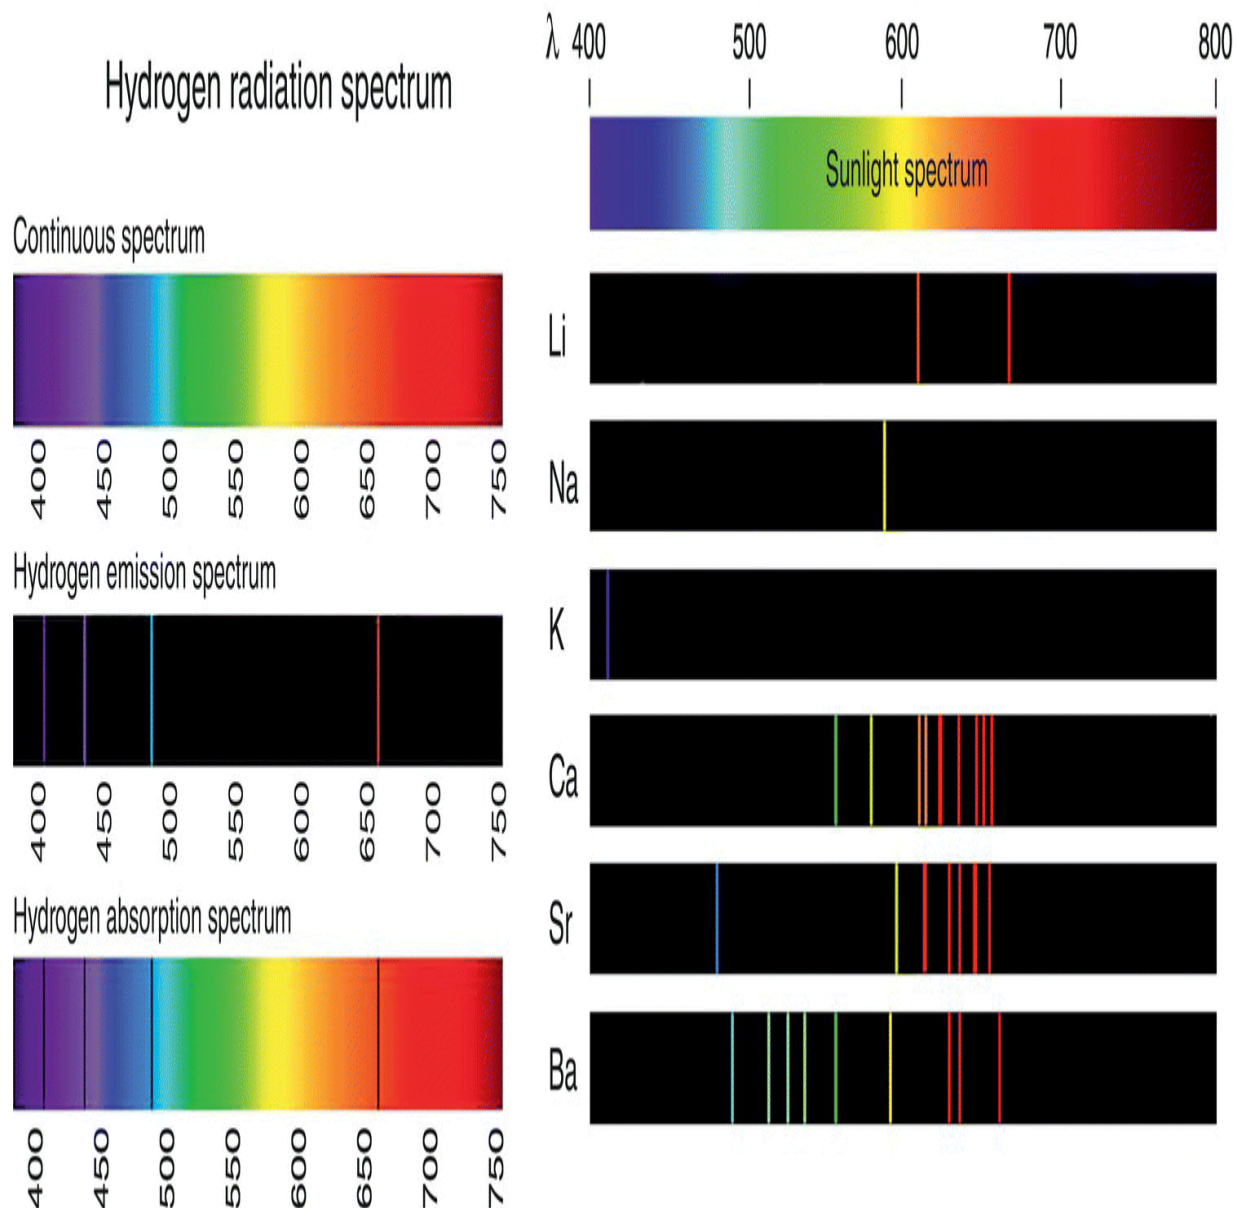 Hydrogen radiation spectrum
Continuous spectrum
400 450 500 550 600 650 700 750
Hydrogen emission spectrum
400 450 500 550 600 650 700 750
Hydrogen absorption spectrum
400 450 500 550 600 650 700 750
λ 400 500 600 700 800
Sunlight spectrum
Li
Na
K
Ca
Sr
Ba